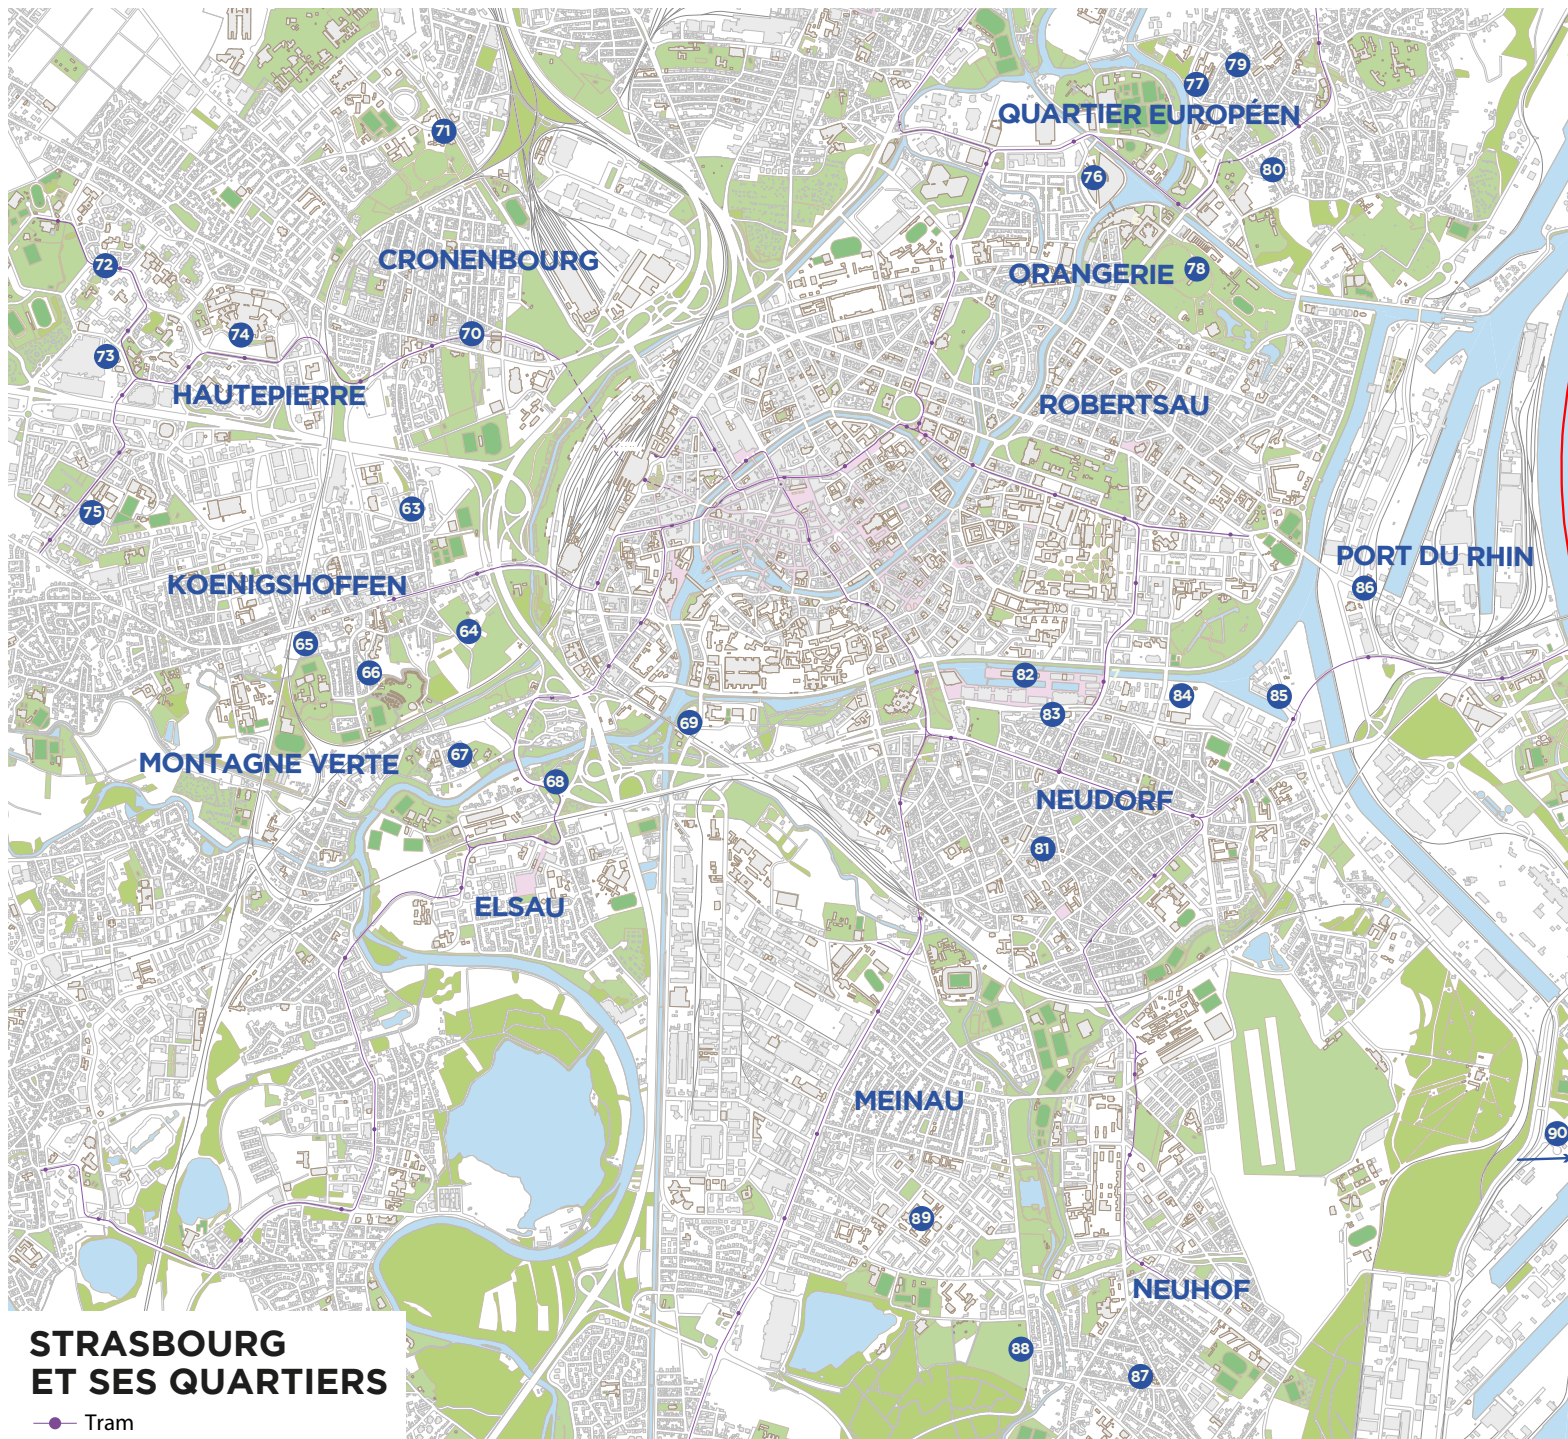 79
77
QUARTIER EUROPÉEN
71
80
76
CRONENBOURG
72
ORANGERIE
78
74
70
73
HAUTEPIERRE
ROBERTSAU
75
63
PORT DU RHIN
KOENIGSHOFFEN
86
64
65
66
82
84
85
83
69
MONTAGNE VERTE
67
68
NEUDORF
81
ELSAU
MEINAU
90
89
NEUHOF
88
87
STRASBOURG
ET SES QUARTIERS
Tram